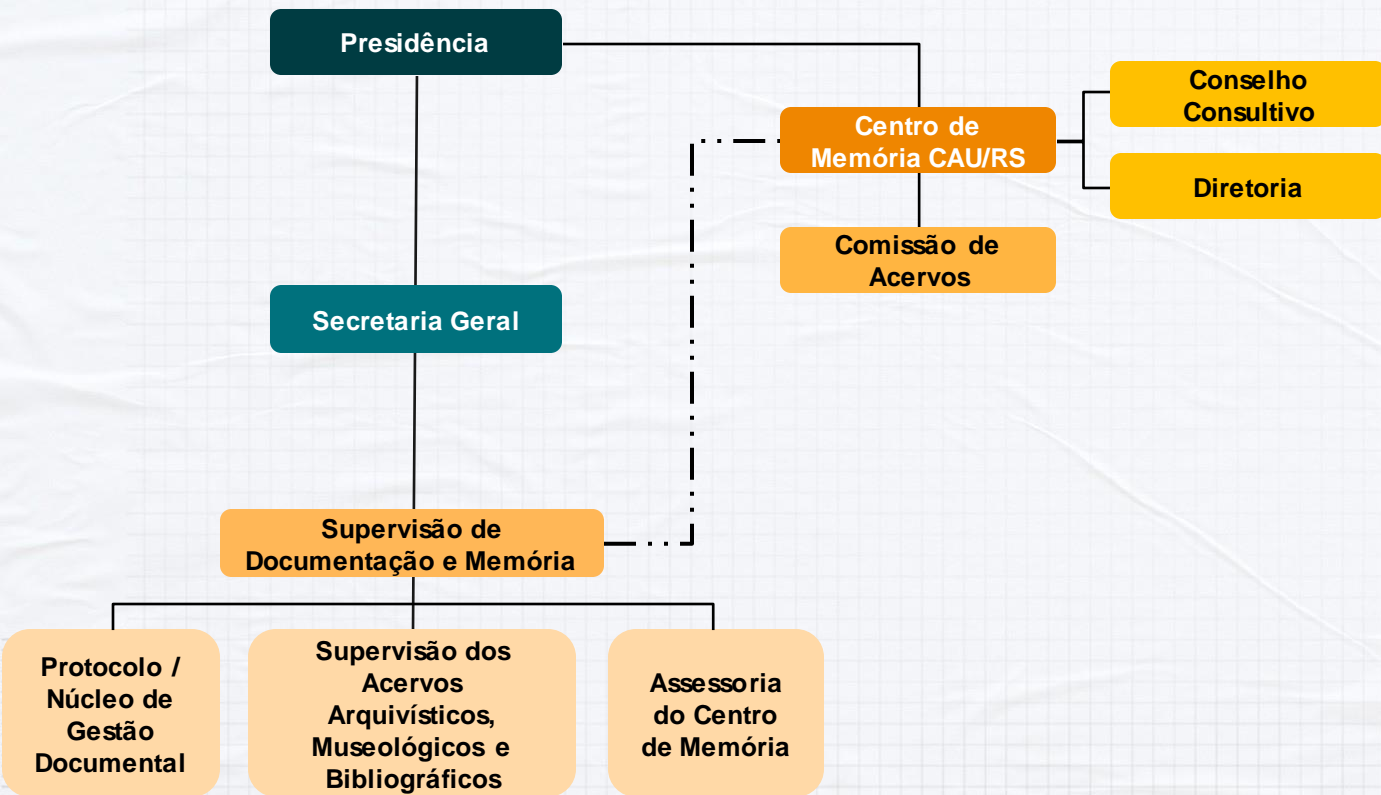 Presidência
Conselho
Consultivo
Centro de
Memória CAU/RS
Diretoria
Comissão de
Acervos
Secretaria Geral
Supervisão de
Documentação e Memória
Protocolo /
Núcleo de
Gestão
Documental
Supervisão dos
Acervos
Arquivísticos,
Museológicos e
Bibliográficos
Assessoria
do Centro
de Memória